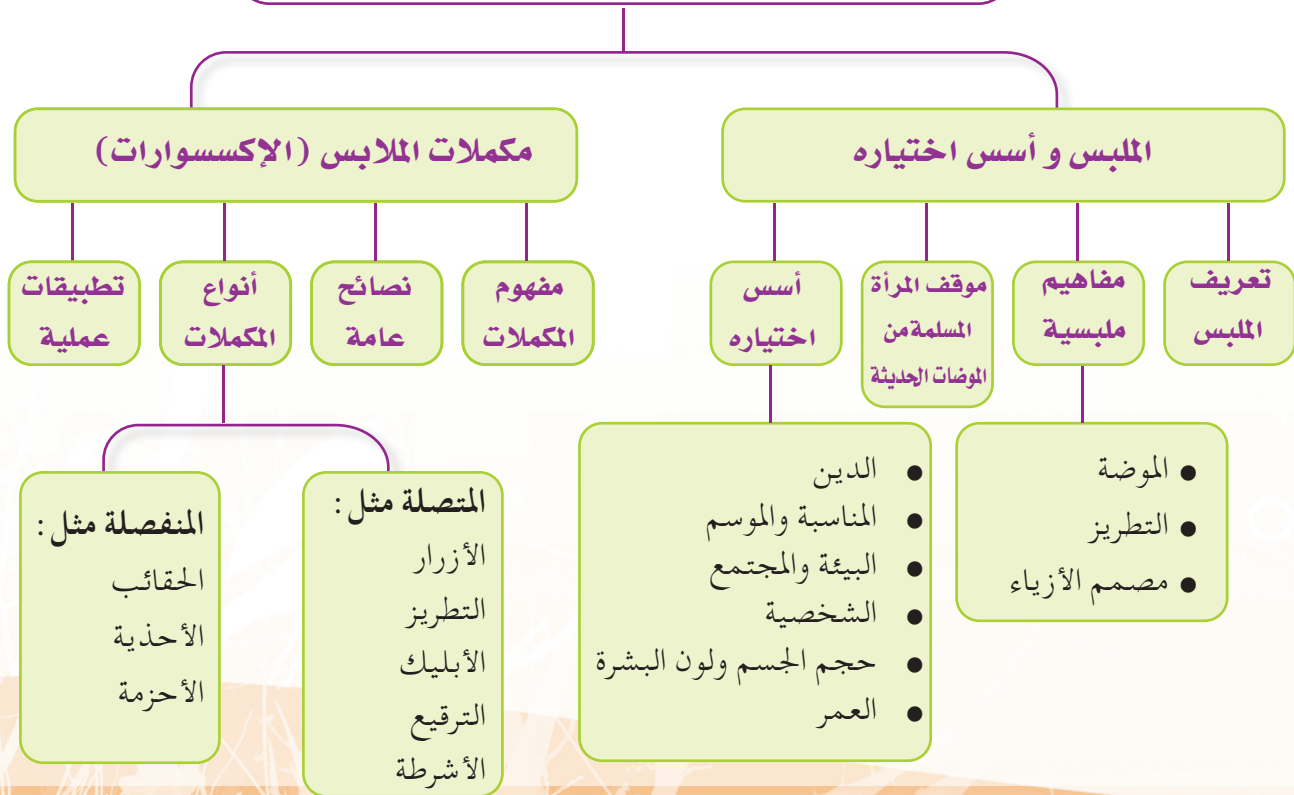 الملبس و أسس اختياره
تعريف
الملبس
مفاهيم
ملبسية
موقف المرأة
المسلمة من
الموضات الحديثة
أسس
اختياره
● الموضة
● التطريز
● مصمم الأزياء
● الدين
● المناسبة والموسم
● البيئة والمجتمع
● الشخصية
● حجم الجسم ولون البشرة
● العمر
مكملات الملابس (الإكسسوارات)
مفهوم
المكملات
نصائح
عامة
أنواع
المكملات
تطبيقات
عملية
المتصلة مثل :
الأزرار
التطريز
الأبليك
الترقيع
الأشرطة
المنفصلة مثل :
الحقائب
الأحذية
الأحزمة